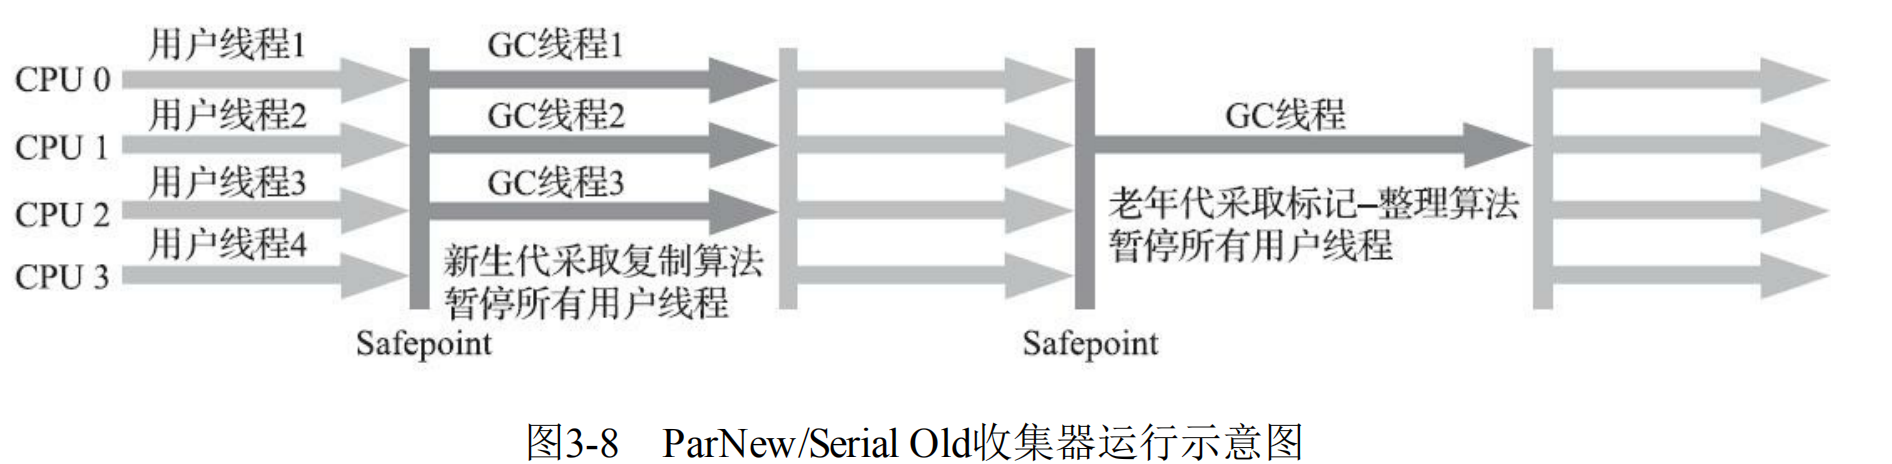 用户线程1
GC线程1
CPU 0
用户线程2
GC线程2
GC线程
CPU 1
用户线程3
GC线程3
CPU 2
老年代采取标记–整理算法
暂停所有用户线程
用户线程4
CPU 3
新生代采取复制算法
暂停所有用户线程
Safepoint
Safepoint
图3-8 ParNew/Serial Old收集器运行示意图